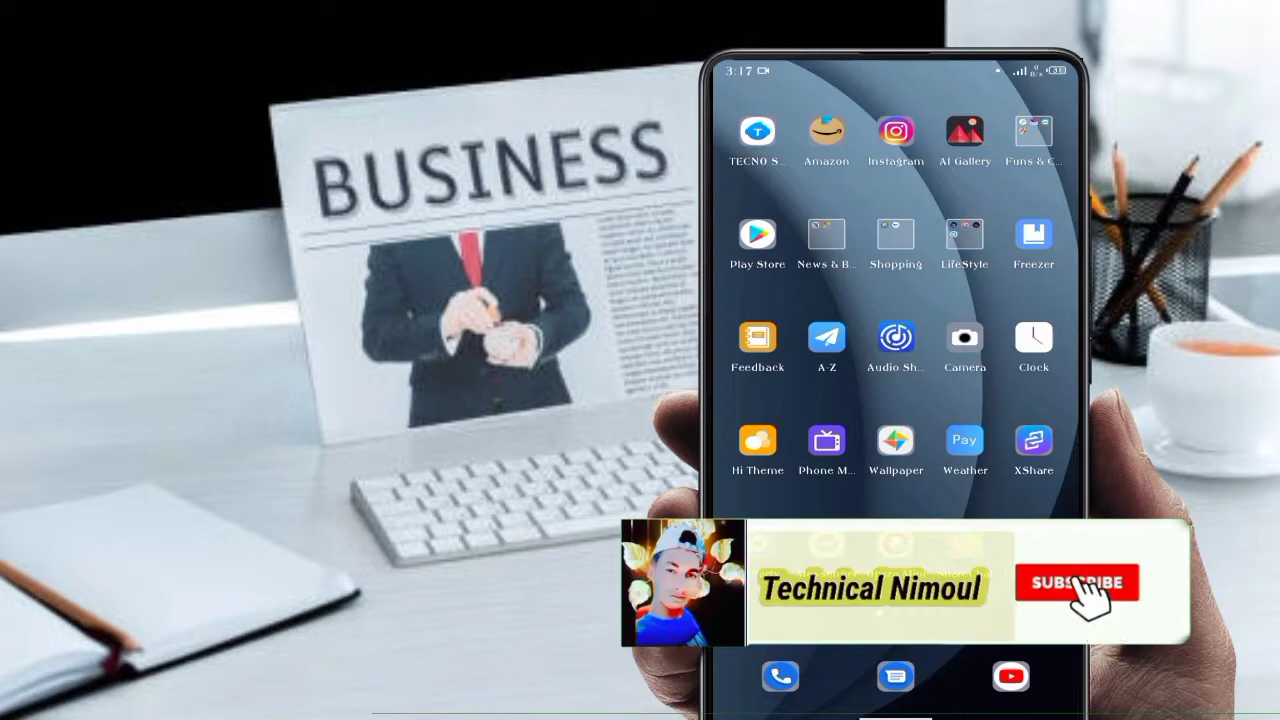 BUSINESS
3:17
TECNO S...
Amazon
Instagram
AI Gallery
Funs & C...
Play Store
News & B...
Shopping
LifeStyle
Freezer
Feedback
A-Z
Audio Sh...
Camera
Clock
Pay
Hi Theme
Phone M...
Wallpaper
Weather
XShare
Technical Nimoul
SUBSCRIBE